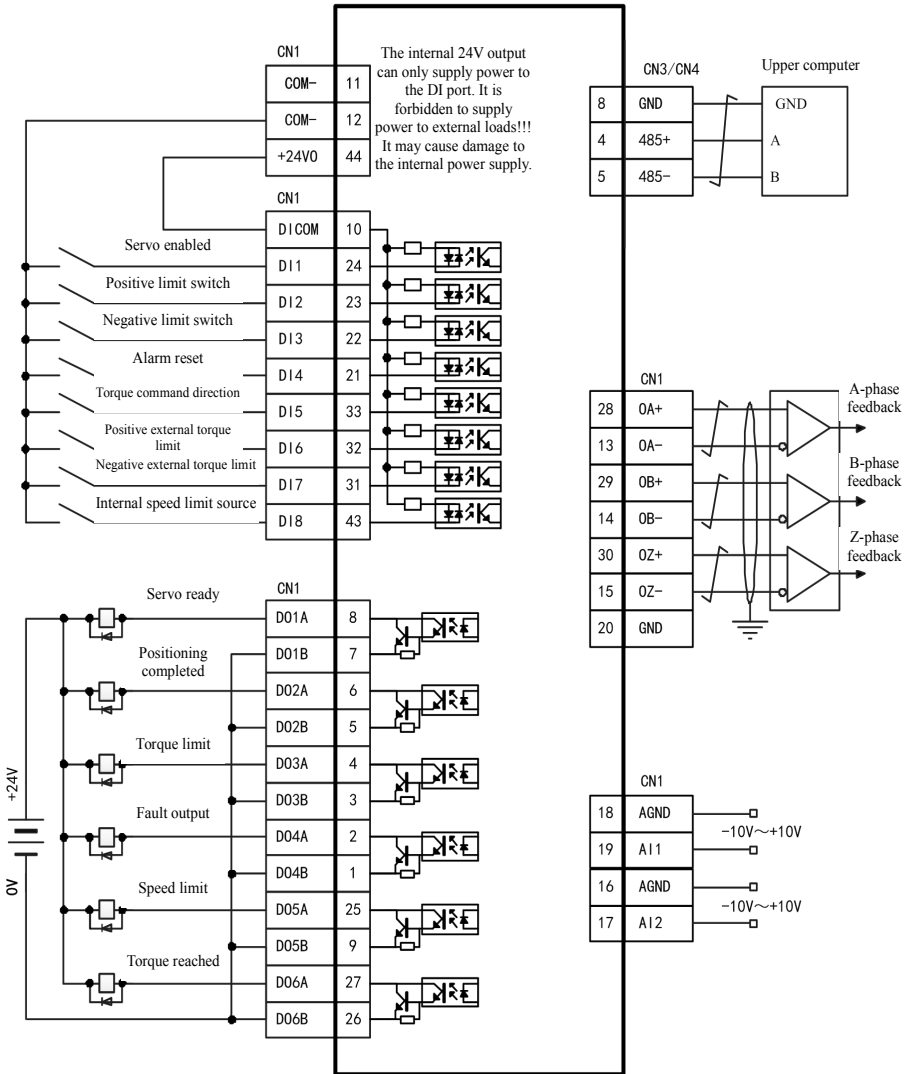 CN1
COM- 11
COM- 12
+24VO 44
The internal 24V output
can only supply power to
the DI port. It is
forbidden to supply
power to external loads!!!
It may cause damage to
the internal power supply.
CN3/CN4
Upper computer
8 GND GND
4 485+ A
5 485- B
CN1
DICOM 10
Servo enabled
DI1 24
Positive limit switch
DI2 23
Negative limit switch
DI3 22
Alarm reset
DI4 21
Torque command direction
DI5 33
Positive external torque
limit
DI6 32
Negative external torque limit
DI7 31
Internal speed limit source
DI8 43
CN1
28 OA+
13 OA-
A-phase
feedback
29 OB+
14 OB-
B-phase
feedback
30 OZ+
15 OZ-
Z-phase
feedback
20 GND
CN1
Servo ready
DO1A 8
DO1B 7
Positioning
completed
DO2A 6
DO2B 5
Torque limit
DO3A 4
DO3B 3
Fault output
DO4A 2
DO4B 1
Speed limit
DO5A 25
DO5B 9
Torque reached
DO6A 27
DO6B 26
+24V
0V
CN1
18 AGND
-10V～+10V
19 AI1
16 AGND
-10V～+10V
17 AI2